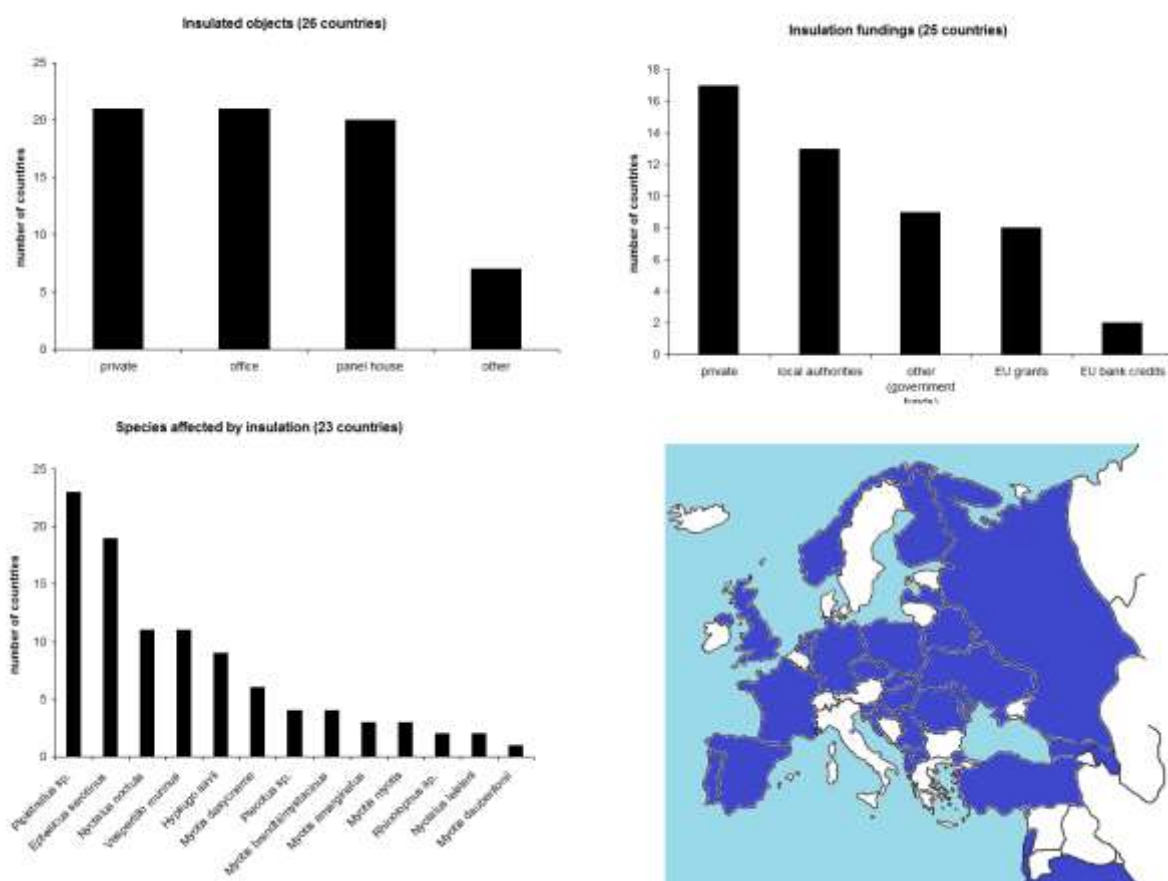 Insulated objects (26 countries)
number of countries
25
20
15
10
5
0
private office panel house other
Insulation fundings (25 countries)
number of countries
18
16
14
12
10
8
6
4
2
0
private local authorities other EU grants EU bank credits
(government
Species affected by insulation (23 countries)
number of countries
25
20
15
10
5
0
Pipistrellus sp.
Eptesicus serotinus
Nyctalus noctula
Vespertilio murinus
Hypsugo savii
Myotis dasycneme
Plecotus sp.
Myotis brandtii/mystacinus
Myotis emarginatus
Myotis myotis
Rhinolophus sp.
Nyctalus leisleri
Myotis daubentonii